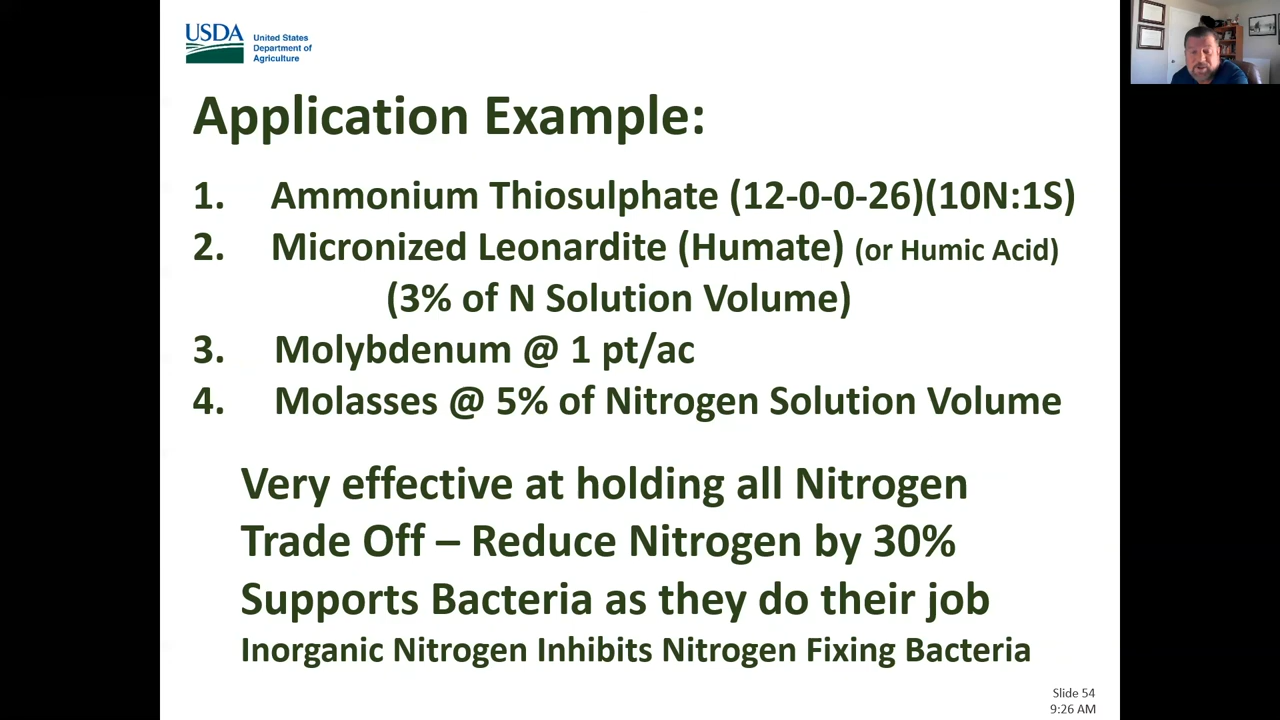 USDA
United States
Department of
Agriculture
Application Example:
1. Ammonium Thiosulphate (12-0-0-26)(10N:1S)
2. Micronized Leonardite (Humate) (or Humic Acid)
(3% of N Solution Volume)
3. Molybdenum @ 1 pt/ac
4. Molasses @ 5% of Nitrogen Solution Volume
Very effective at holding all Nitrogen
Trade Off – Reduce Nitrogen by 30%
Supports Bacteria as they do their job
Inorganic Nitrogen Inhibits Nitrogen Fixing Bacteria
Slide 54
9:26 AM